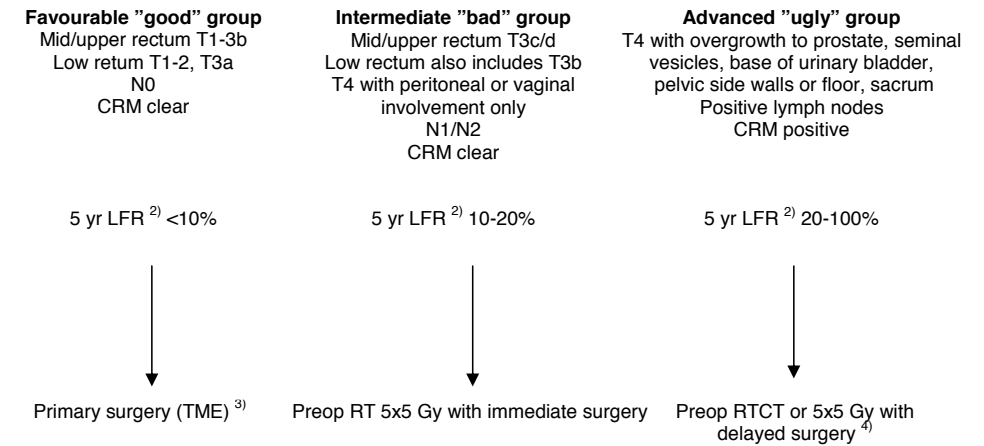 Favourable ”good” group
Mid/upper rectum T1-3b
Low retum T1-2, T3a
N0
CRM clear
5 yr LFR 2) <10%
Primary surgery (TME) 3)
Intermediate ”bad” group
Mid/upper rectum T3c/d
Low rectum also includes T3b
T4 with peritoneal or vaginal
involvement only
N1/N2
CRM clear
5 yr LFR 2) 10-20%
Preop RT 5x5 Gy with immediate surgery
Advanced ”ugly” group
T4 with overgrowth to prostate, seminal
vesicles, base of urinary bladder,
pelvic side walls or floor, sacrum
Positive lymph nodes
CRM positive
5 yr LFR 2) 20-100%
Preop RTCT or 5x5 Gy with
delayed surgery 4)